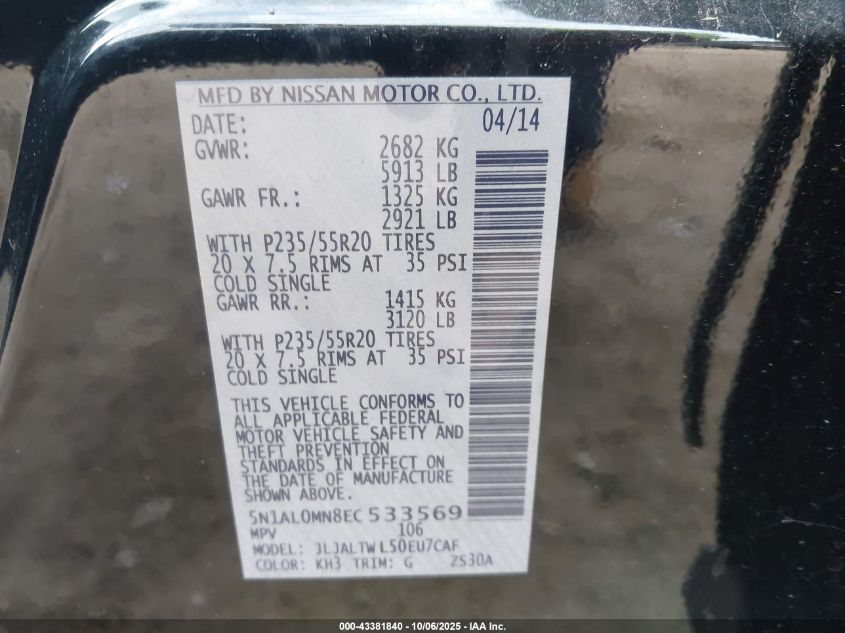 MFD BY NISSAN MOTOR CO., LTD.
DATE: 04/14
GVWR: 2682 KG
5913 LB
GAWR FR.: 1325 KG
2921 LB
WITH P235/55R20 TIRES
20 X 7.5 RIMS AT 35 PSI
COLD SINGLE
GAWR RR.: 1415 KG
3120 LB
WITH P235/55R20 TIRES
20 X 7.5 RIMS AT 35 PSI
COLD SINGLE
THIS VEHICLE CONFORMS TO
ALL APPLICABLE FEDERAL
MOTOR VEHICLE SAFETY AND
THEFT PREVENTION
STANDARDS IN EFFECT ON
THE DATE OF MANUFACTURE
SHOWN ABOVE.
5N1AL0MN8EC533569
MPV 106
MODEL: JLJALTWL50EU7CAF
COLOR: KH3 TRIM: G ZS30A
000-43381840 - 10/06/2025 - IAA Inc.